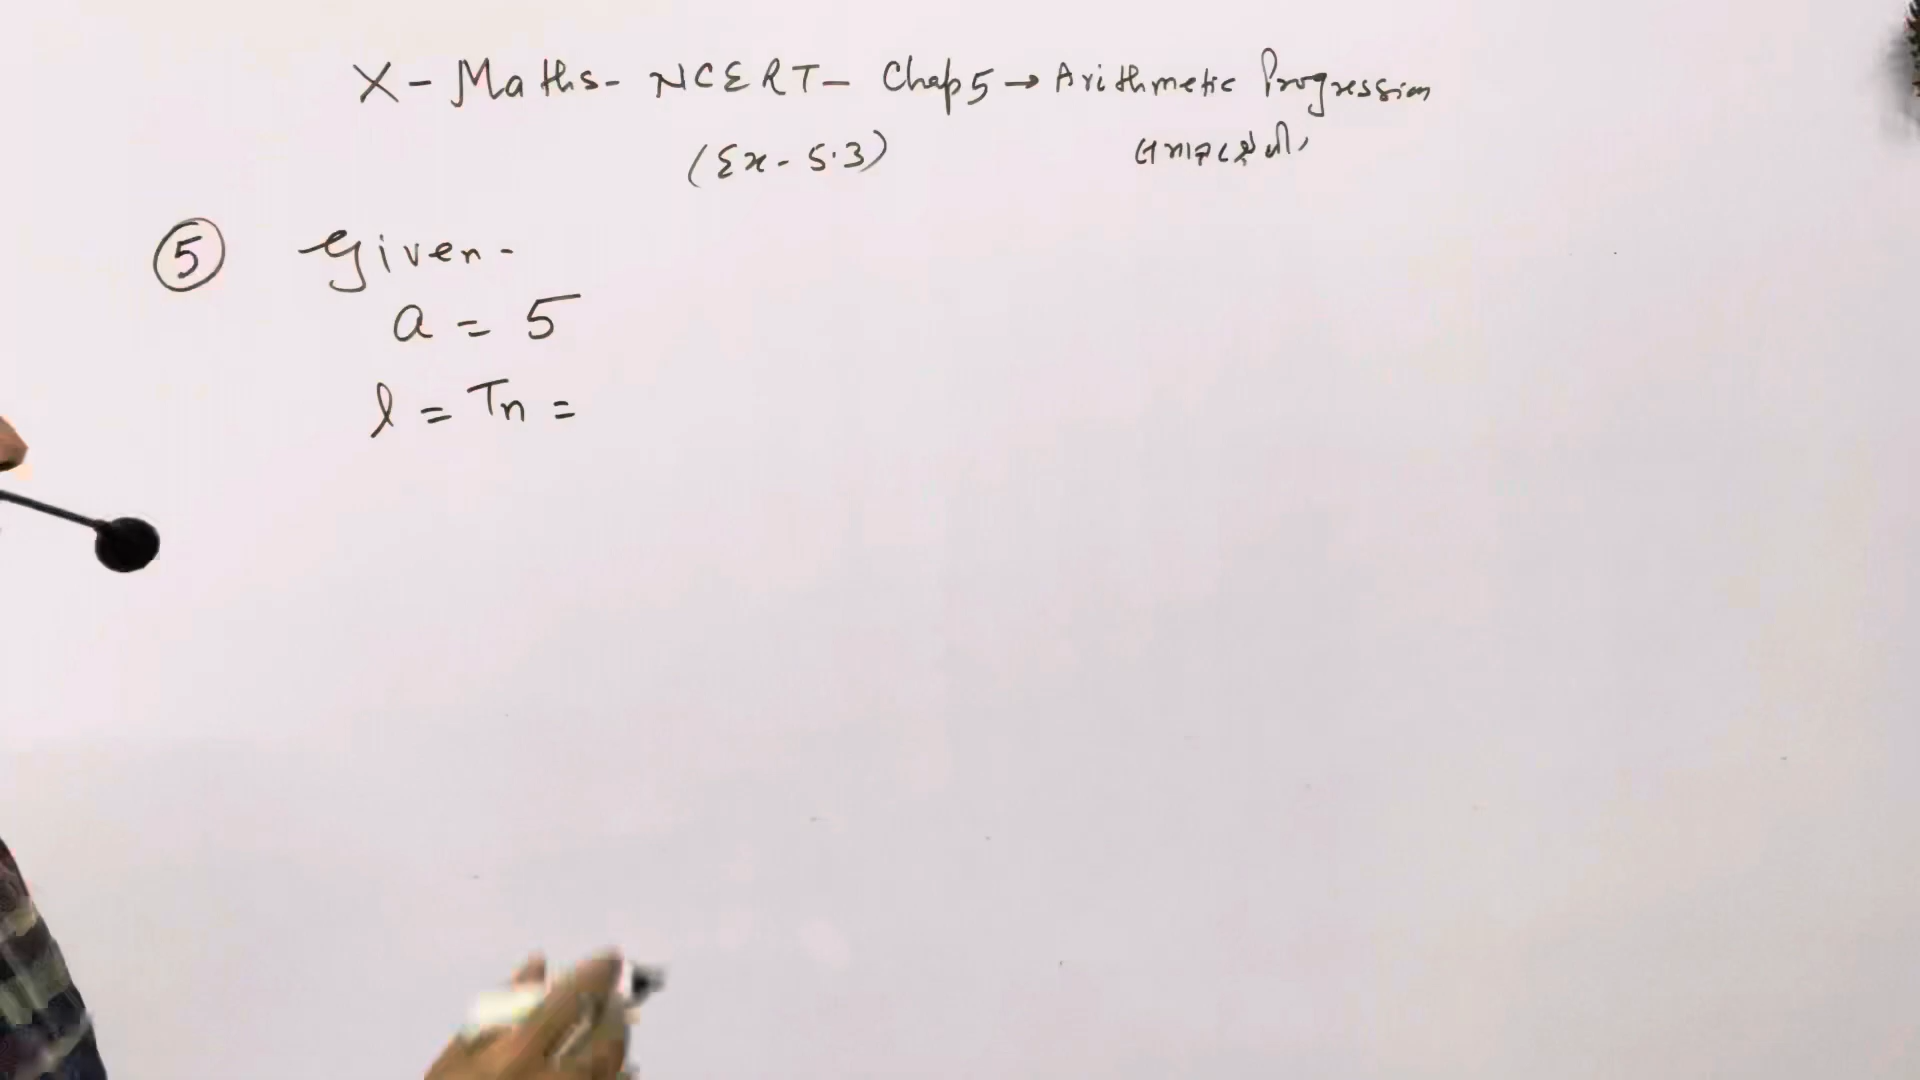 X - Maths - NCERT - Chap 5 → Arithmetic Progression
(Ex - 5.3)
5 Given -
a = 5
l = Tn =